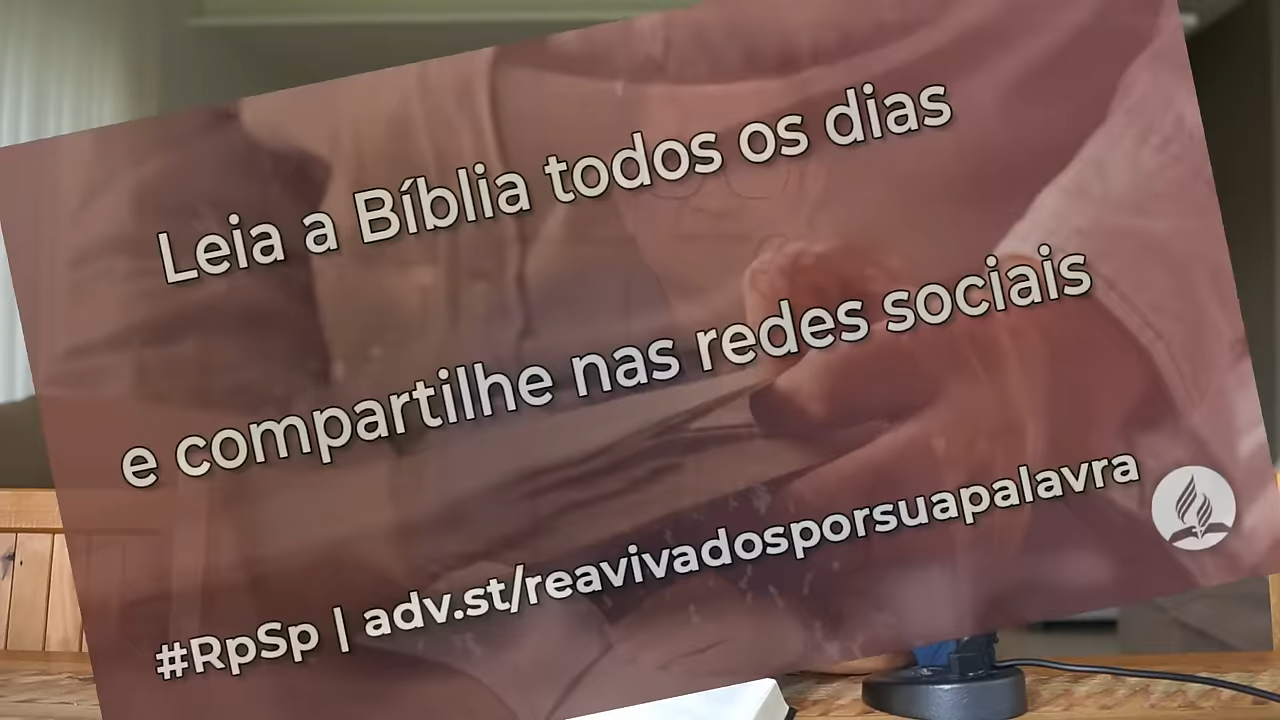 Leia a Bíblia todos os dias
e compartilhe nas redes sociais
#RpSp | adv.st/reavivadosporsuapalavra